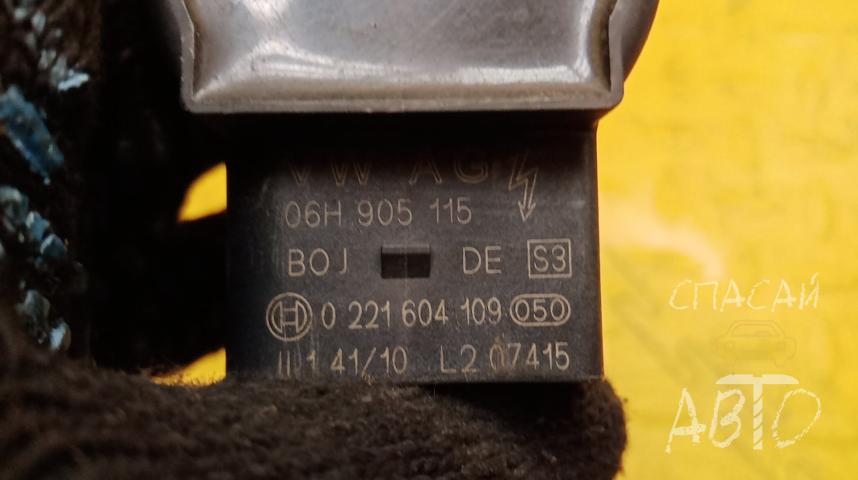 VW AG
06H 905 115
BOJ DE S3
0 221 604 109 050
1 41/10 L2 07415
СПАСАЙ
АВТО